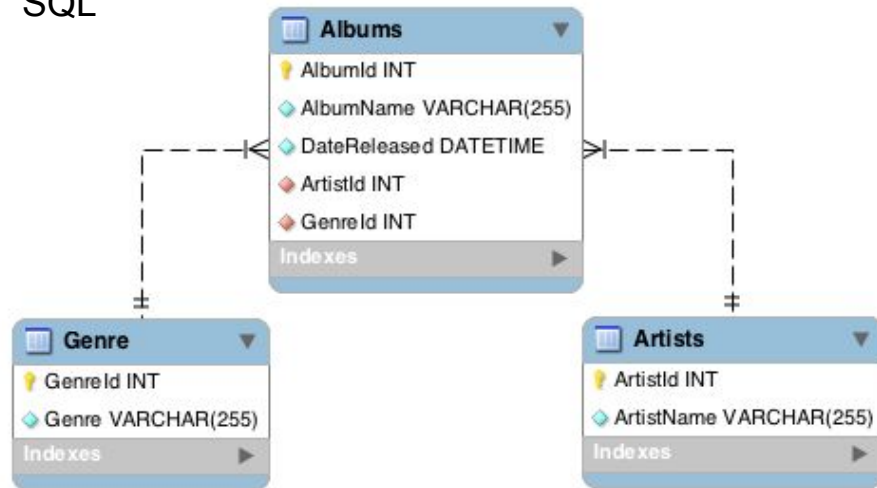 SQL
Albums
AlbumId INT
AlbumName VARCHAR(255)
DateReleased DATETIME
ArtistId INT
GenreId INT
Indexes
Genre
GenreId INT
Genre VARCHAR(255)
Indexes
Artists
ArtistId INT
ArtistName VARCHAR(255)
Indexes